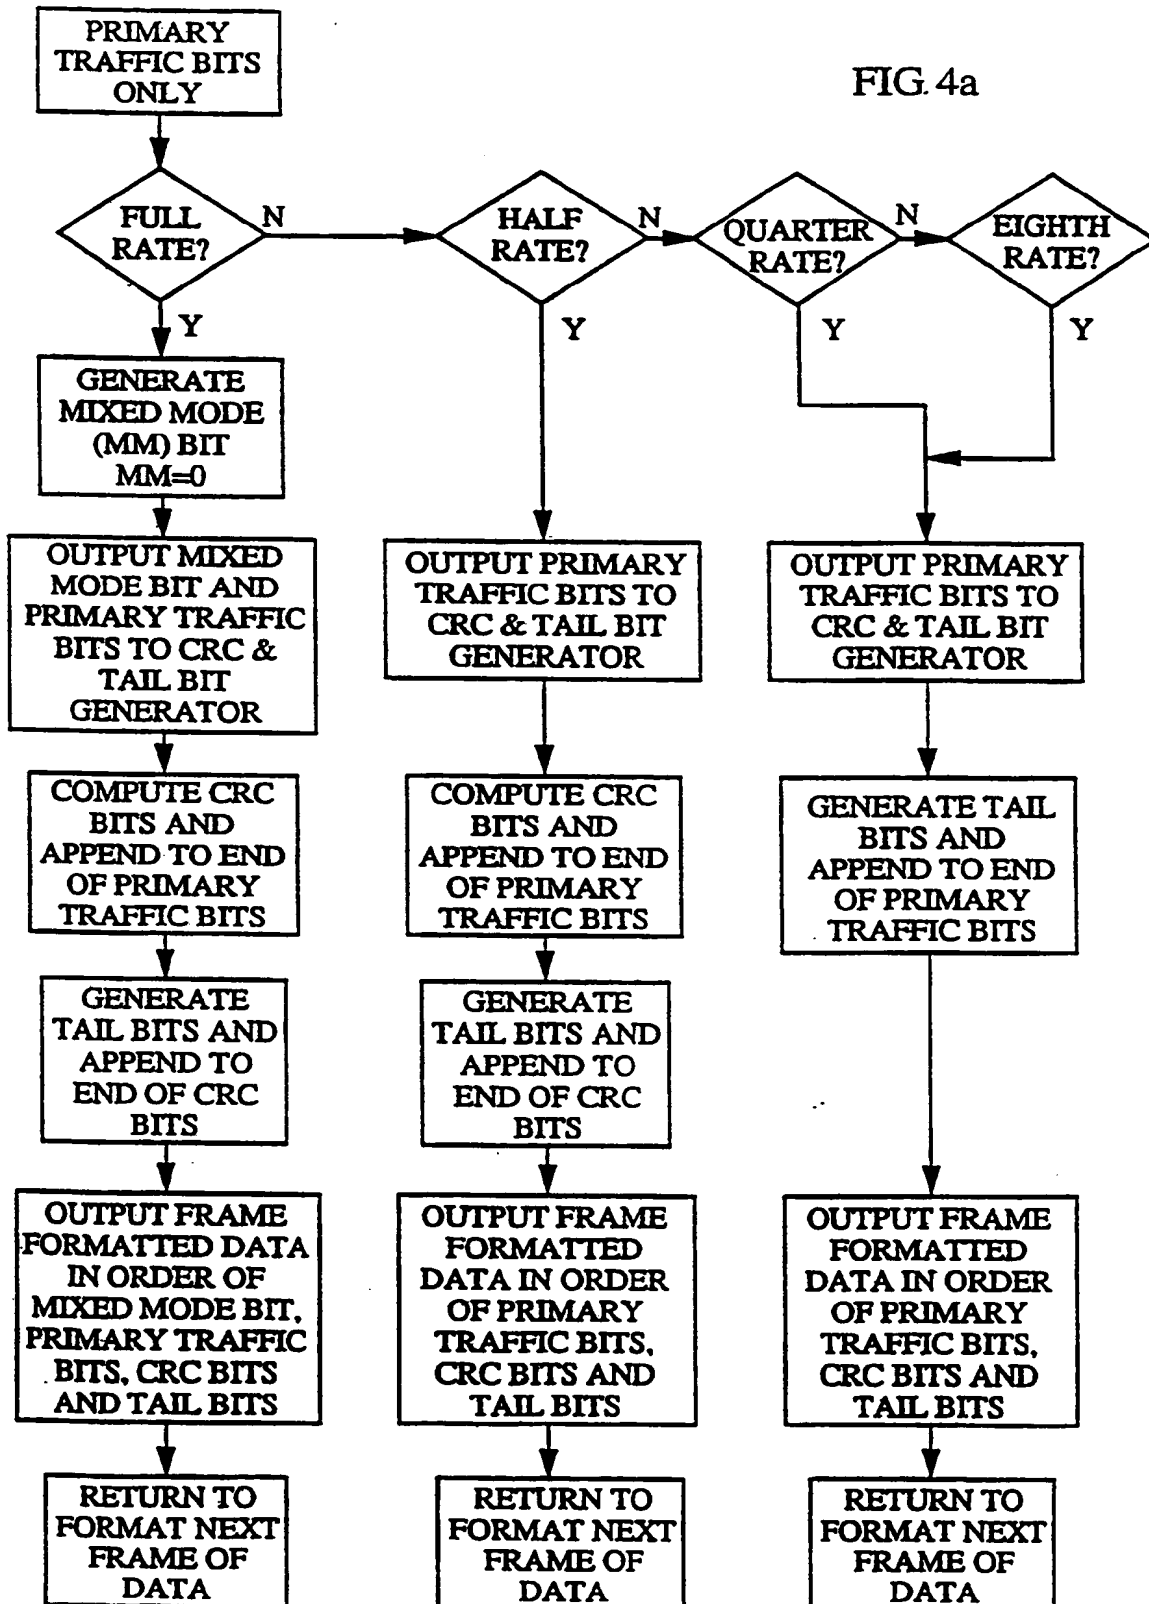 PRIMARY
TRAFFIC BITS
ONLY
FIG. 4a
FULL
RATE?
N
HALF
RATE?
N
QUARTER
RATE?
N
EIGHTH
RATE?
Y
Y
Y
Y
GENERATE
MIXED MODE
(MM) BIT
MM=0
OUTPUT MIXED
MODE BIT AND
PRIMARY TRAFFIC
BITS TO CRC &
TAIL BIT
GENERATOR
OUTPUT PRIMARY
TRAFFIC BITS TO
CRC & TAIL BIT
GENERATOR
OUTPUT PRIMARY
TRAFFIC BITS TO
CRC & TAIL BIT
GENERATOR
COMPUTE CRC
BITS AND
APPEND TO END
OF PRIMARY
TRAFFIC BITS
COMPUTE CRC
BITS AND
APPEND TO END
OF PRIMARY
TRAFFIC BITS
GENERATE TAIL
BITS AND
APPEND TO END
OF PRIMARY
TRAFFIC BITS
GENERATE
TAIL BITS AND
APPEND TO
END OF CRC
BITS
GENERATE
TAIL BITS AND
APPEND TO
END OF CRC
BITS
OUTPUT FRAME
FORMATTED DATA
IN ORDER OF
MIXED MODE BIT,
PRIMARY TRAFFIC
BITS, CRC BITS
AND TAIL BITS
OUTPUT FRAME
FORMATTED
DATA IN ORDER
OF PRIMARY
TRAFFIC BITS,
CRC BITS AND
TAIL BITS
OUTPUT FRAME
FORMATTED
DATA IN ORDER
OF PRIMARY
TRAFFIC BITS,
CRC BITS AND
TAIL BITS
RETURN TO
FORMAT NEXT
FRAME OF
DATA
RETURN TO
FORMAT NEXT
FRAME OF
DATA
RETURN TO
FORMAT NEXT
FRAME OF
DATA